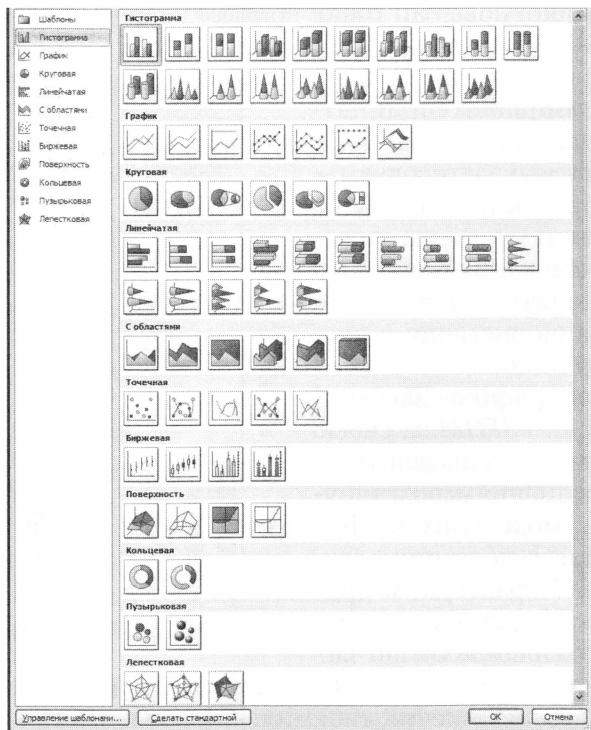 Шаблоны
Гистограмма
График
Круговая
Линейчатая
С областями
Точечная
Биржевая
Поверхность
Кольцевая
Пузырьковая
Лепестковая
Гистограмма
График
Круговая
Линейчатая
С областями
Точечная
Биржевая
Поверхность
Кольцевая
Пузырьковая
Лепестковая
Управление шаблонами...
Сделать стандартной
ОК
Отмена